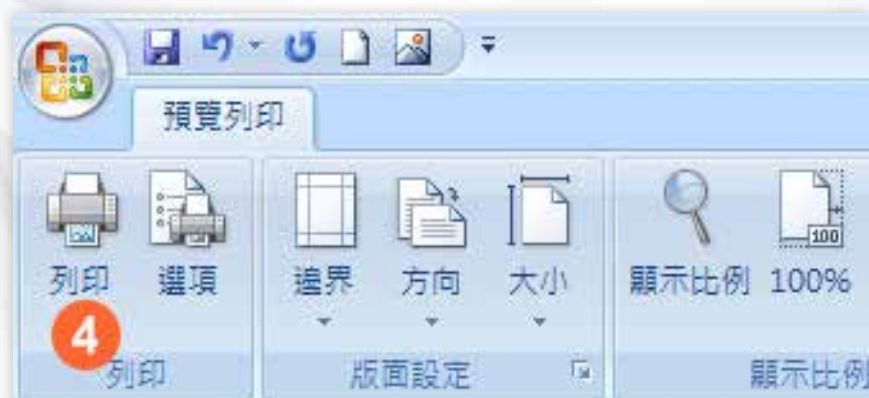 預覽列印
列印 選項 邊界 方向 大小 顯示比例 100%
100
4
列印 版面設定 顯示比例